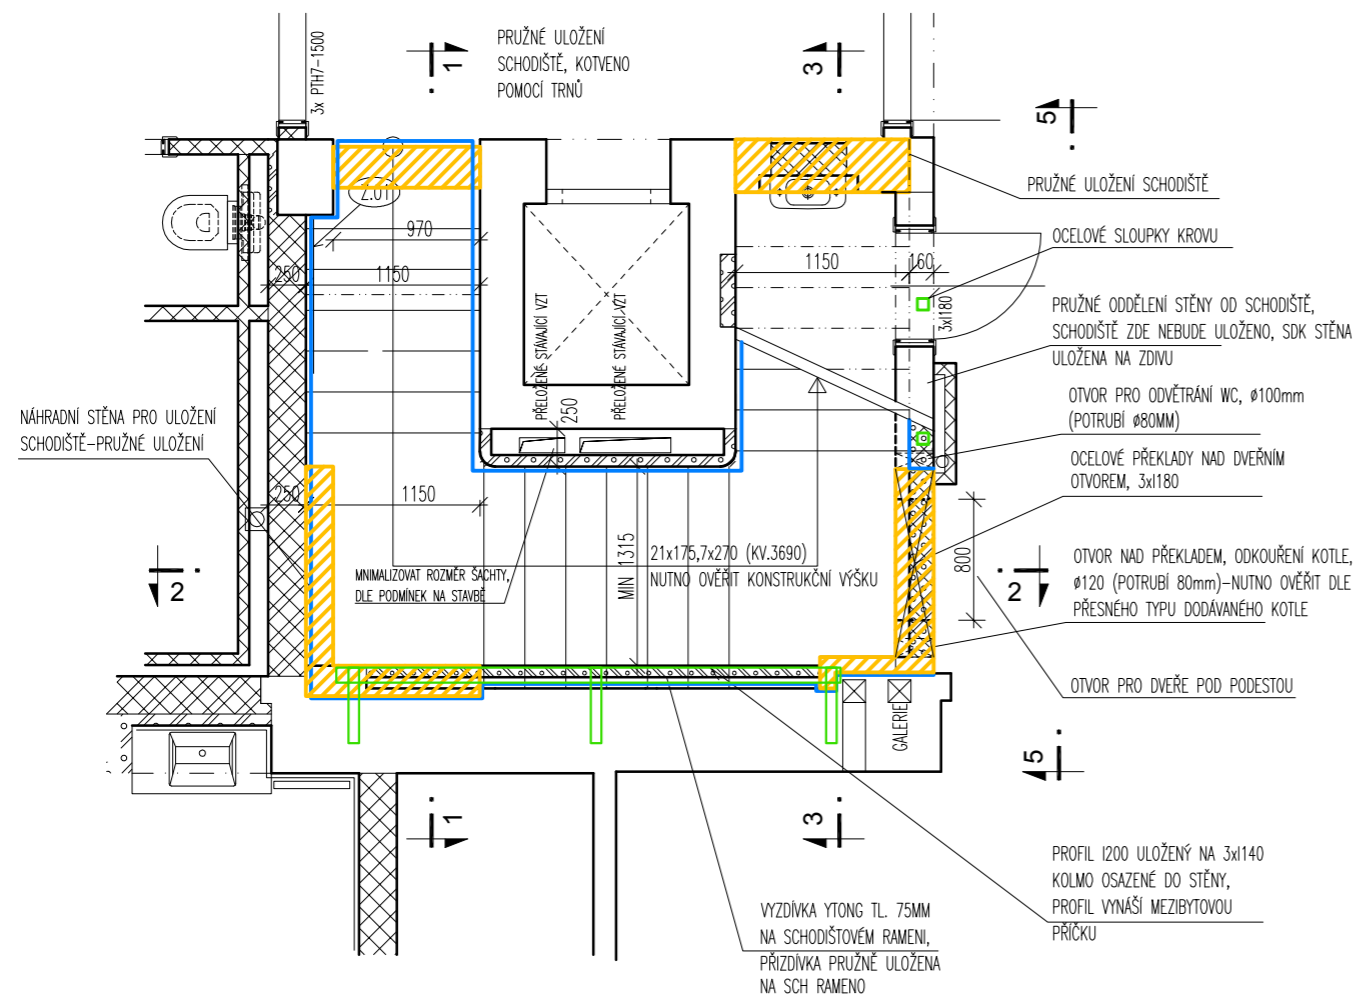 3x PTH7-1500
1
PRUŽNÉ ULOŽENÍ
SCHODIŠTĚ, KOTVENO
POMOCÍ TRNŮ
3
5
PRUŽNÉ ULOŽENÍ SCHODIŠTĚ
2.01
970
OCELOVÉ SLOUPKY KROVU
250
1150
1150
160
3xI180
PRUŽNÉ ODDĚLENÍ STĚNY OD SCHODIŠTĚ,
SCHODIŠTĚ ZDE NEBUDE ULOŽENO, SDK STĚNA
ULOŽENA NA ZDIVU
PŘELOŽENÉ STÁVAJÍCÍ VZT
250
PŘELOŽENÉ STÁVAJÍCÍ VZT
OTVOR PRO ODVĚTRÁNÍ WC, ø100mm
(POTRUBÍ ø80MM)
NÁHRADNÍ STĚNA PRO ULOŽENÍ
SCHODIŠTĚ-PRUŽNÉ ULOŽENÍ
OCELOVÉ PŘEKLADY NAD DVEŘNÍM
OTVOREM, 3xI180
250
1150
MIN 1315
21x175,7x270 (KV.3690)
NUTNO OVĚŘIT KONSTRUKČNÍ VÝŠKU
800
MNIMALIZOVAT ROZMĚR ŠACHTY,
DLE PODMÍNEK NA STAVBĚ
OTVOR NAD PŘEKLADEM, ODKOUŘENÍ KOTLE,
ø120 (POTRUBÍ 80mm)-NUTNO OVĚŘIT DLE
PŘESNÉHO TYPU DODÁVANÉHO KOTLE
2
2
OTVOR PRO DVEŘE POD PODESTOU
GALERIE
5
1
3
PROFIL I200 ULOŽENÝ NA 3xI140
KOLMO OSAZENÉ DO STĚNY,
PROFIL VYNÁŠÍ MEZIBYTOVOU
PŘÍČKU
VYZDÍVKA YTONG TL. 75MM
NA SCHODIŠTOVÉM RAMENI,
PŘIZDÍVKA PRUŽNĚ ULOŽENA
NA SCH RAMENO